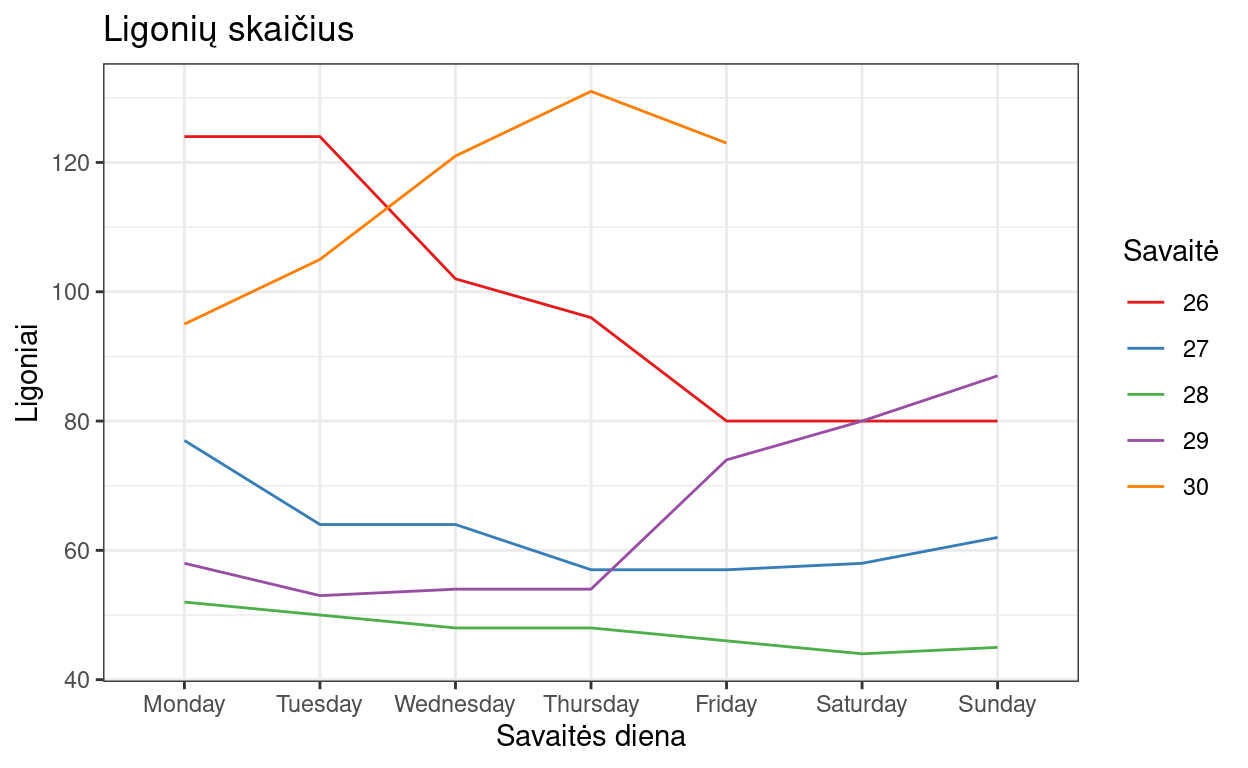 Ligonių skaičius
Ligoniai
120
100
80
60
40
Monday Tuesday Wednesday Thursday Friday Saturday Sunday
Savaitės diena
Savaitė
26
27
28
29
30